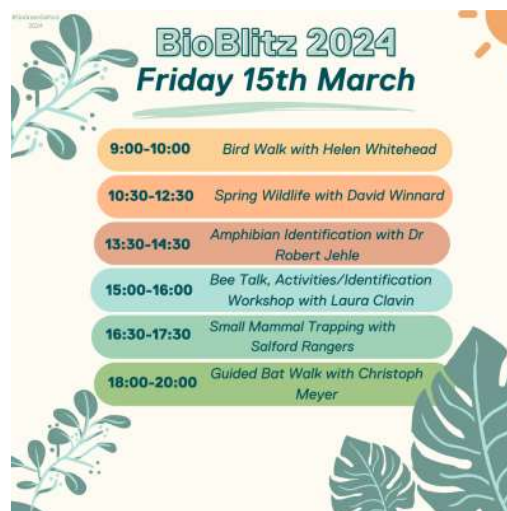 2024
BioBlitz 2024
Friday 15th March
9:00-10:00 Bird Walk with Helen Whitehead
10:30-12:30 Spring Wildlife with David Winnard
13:30-14:30 Amphibian Identification with Dr
Robert Jehle
15:00-16:00 Bee Talk, Activities/Identification
Workshop with Laura Clavin
16:30-17:30 Small Mammal Trapping with
Salford Rangers
18:00-20:00 Guided Bat Walk with Christoph
Meyer